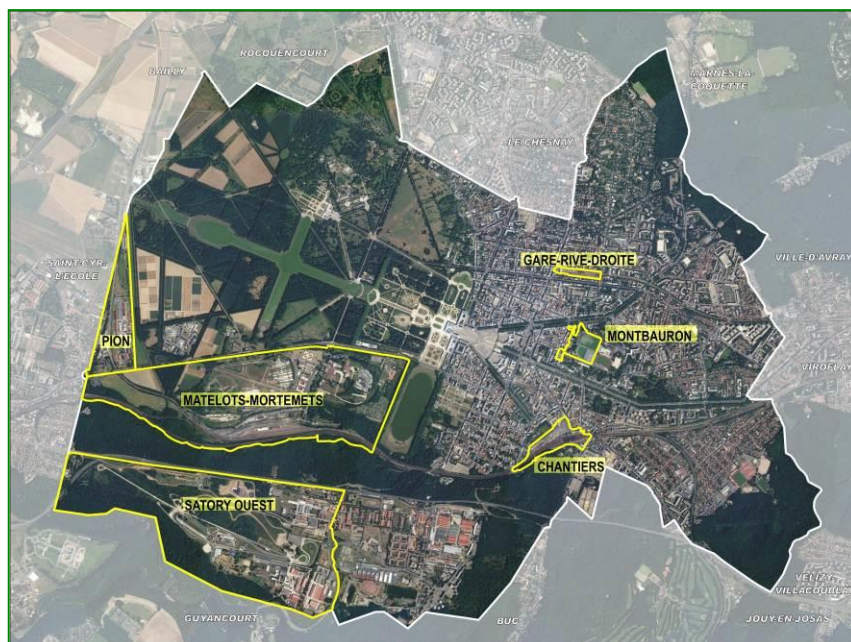 ROCQUENCOURT
BAILLY
MARNES-LA
COQUETTE
LE CHESNAY
SAINT-CYR
L'ECOLE
GARE-RIVE-DROITE
VILLE-D'AVRAY
PION
MONTBAURON
VIROFLAY
MATELOTS-MORTEMETS
CHANTIERS
SATORY OUEST
GUYANCOURT
BUC
VELIZY
VILLACOUBLAY
JOUY-EN-JOSAS